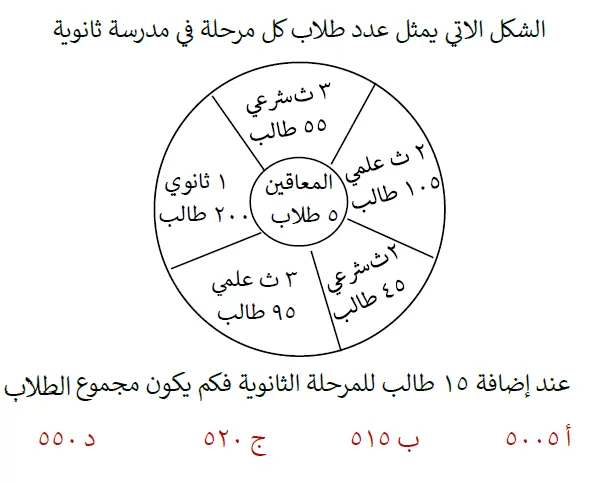 الشكل الاتي يمثل عدد طلاب كل مرحلة في مدرسة ثانوية
٣ ث شرعي
٥٥ طالب
٢ ث علمي
١٠٥ طالب
المعاقين
٥ طلاب
١ ثانوي
٢٠٠ طالب
٢ ث شرعي
٤٥ طالب
٣ ث علمي
٩٥ طالب
عند إضافة ١٥ طالب للمرحلة الثانوية فكم يكون مجموع الطلاب
أ ٥٠٠٥ ب ٥١٥ ج ٥٢٠ د ٥٥٠